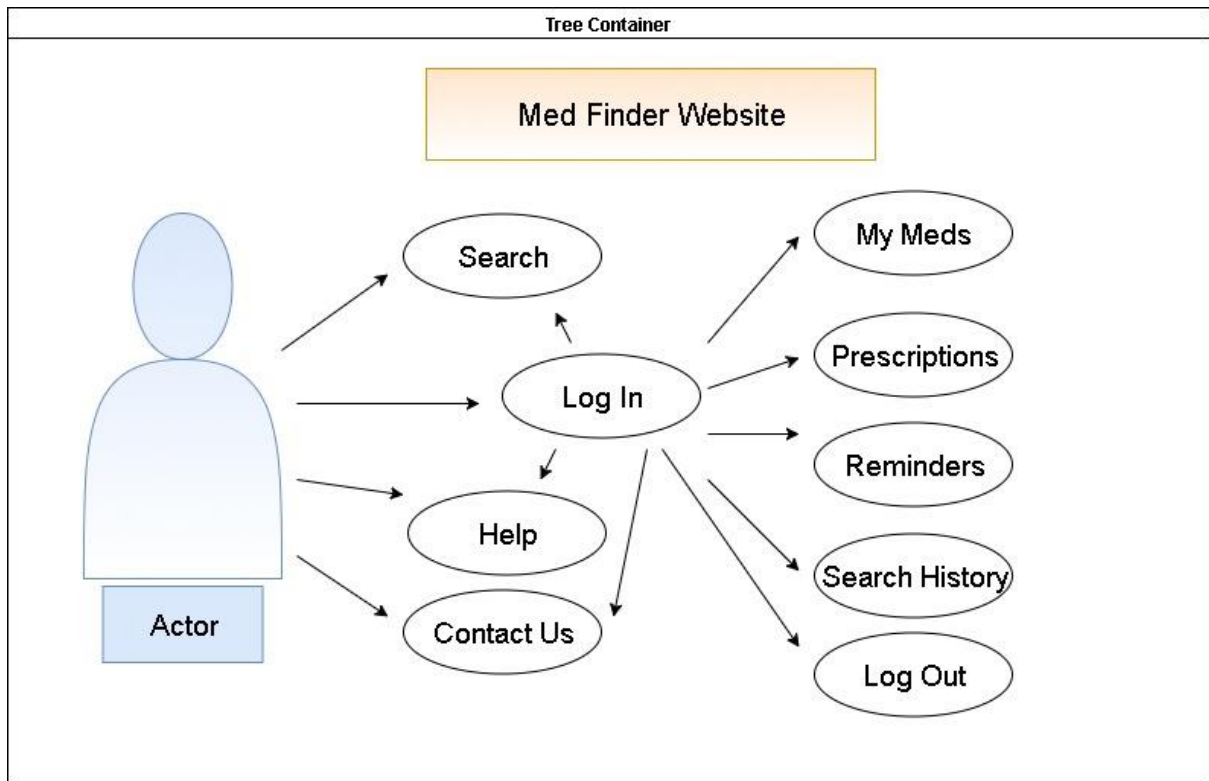 Tree Container
Med Finder Website
Search
My Meds
Log In
Prescriptions
Reminders
Help
Search History
Contact Us
Log Out
Actor